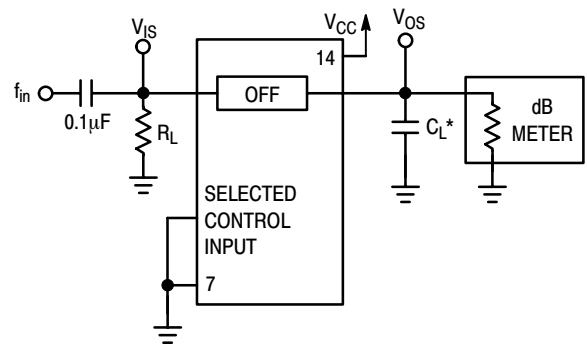 V_IS
V_CC
V_OS
14
f_in
0.1µF
R_L
OFF
C_L*
dB
METER
SELECTED
CONTROL
INPUT
7